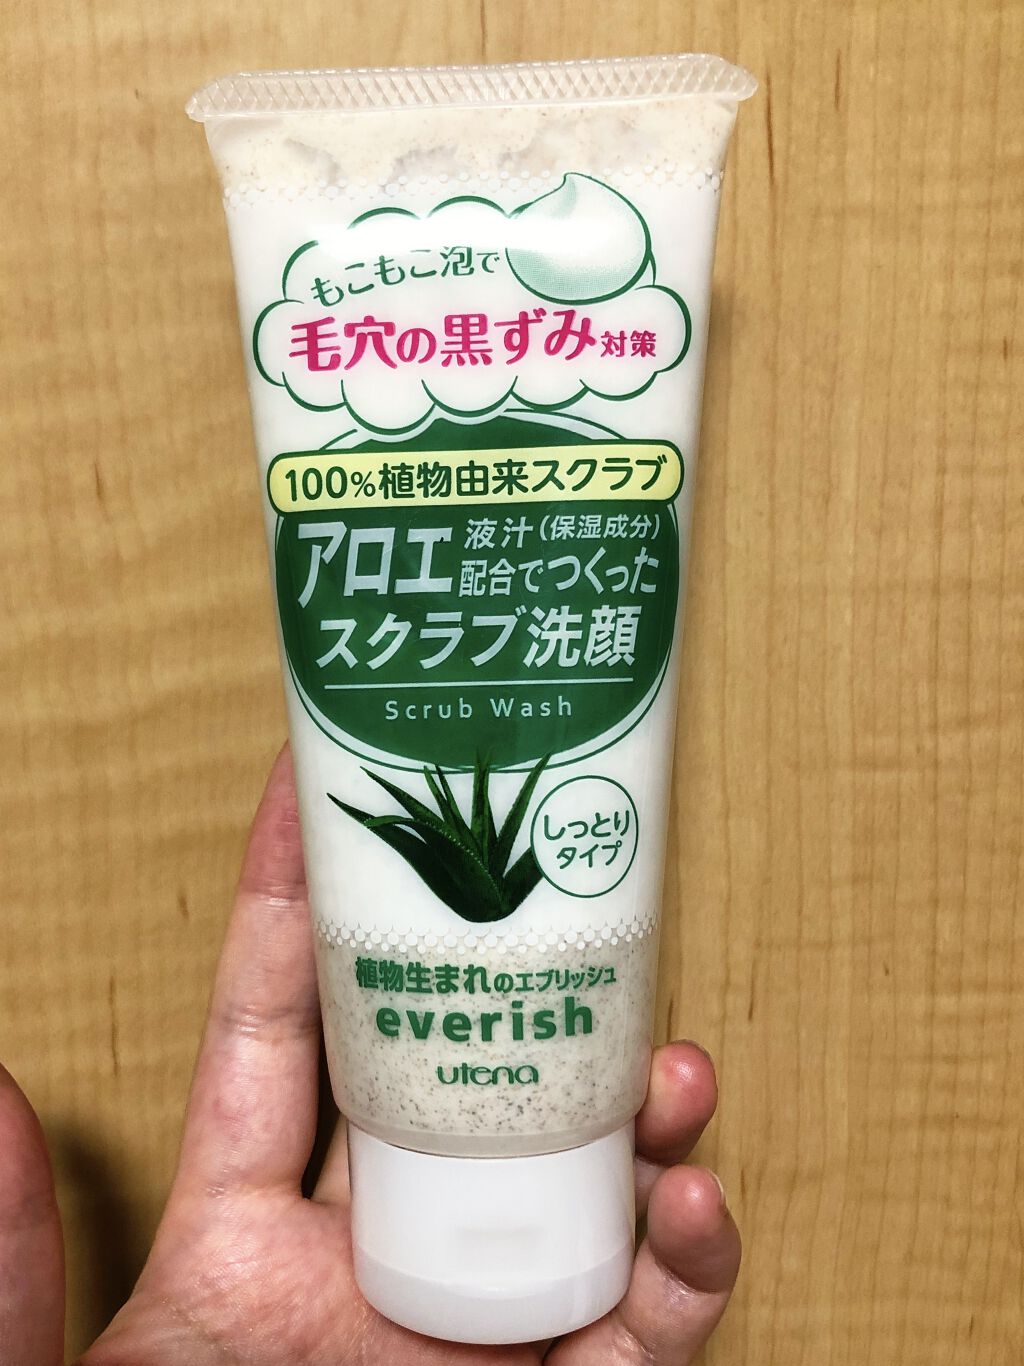 もこもこ泡で
毛穴の黒ずみ対策
100%植物由来スクラブ
アロエ液汁(保湿成分)
配合でつくった
スクラブ洗顔
Scrub Wash
しっとり
タイプ
植物生まれのエブリッシュ
everish
utena